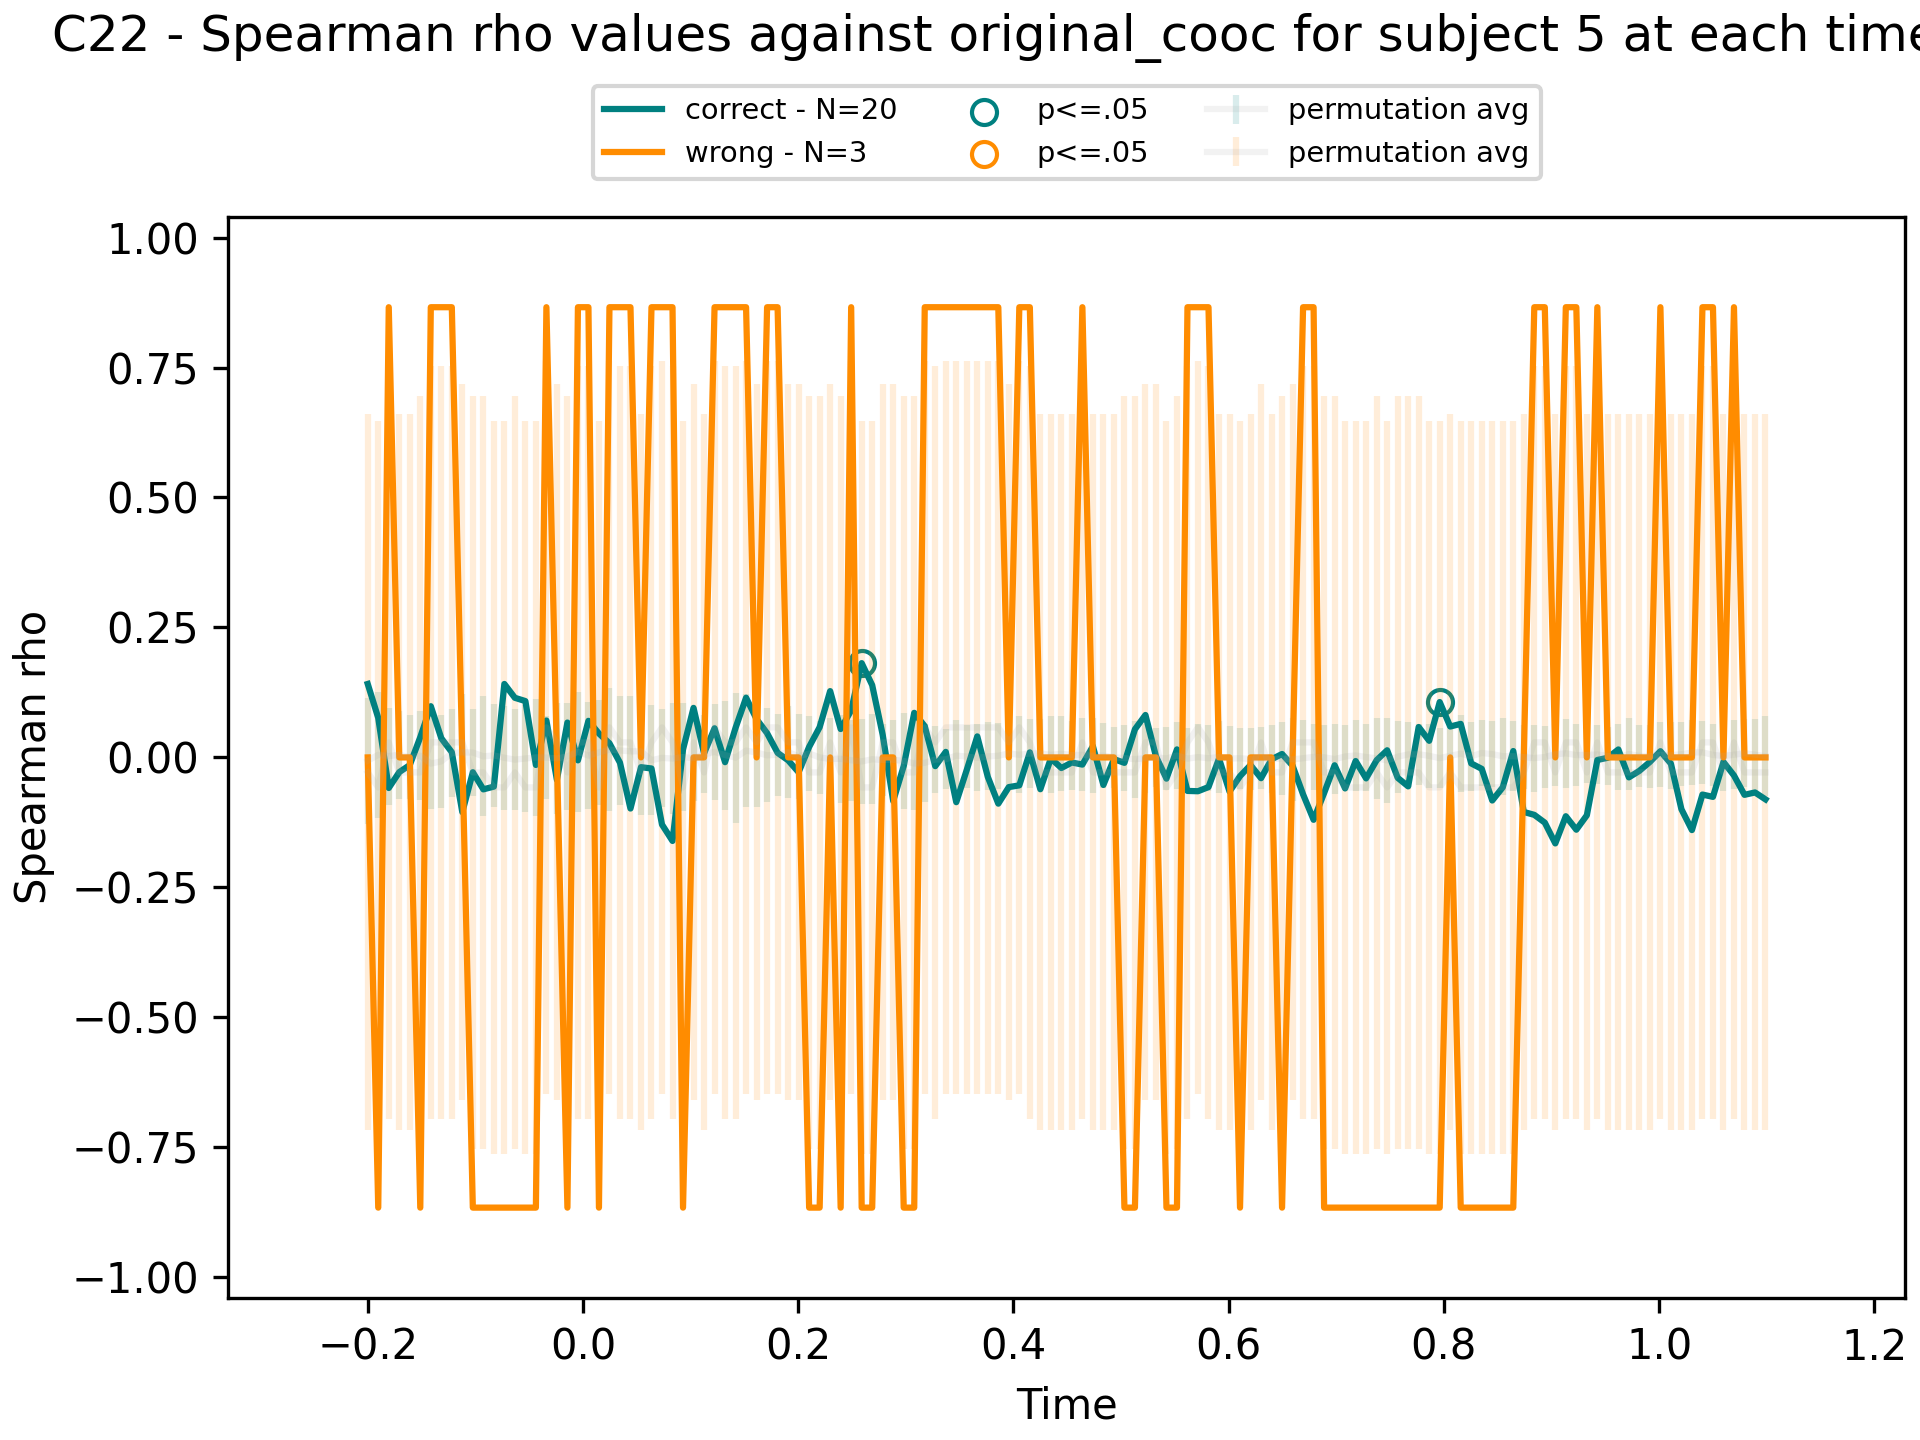 C22 - Spearman rho values against original_cooc for subject 5 at each time
correct - N=20 p<=.05 permutation avg
wrong - N=3 p<=.05 permutation avg
1.00
0.75
0.50
0.25
0.00
−0.25
−0.50
−0.75
−1.00
Spearman rho
−0.2 0.0 0.2 0.4 0.6 0.8 1.0 1.2
Time